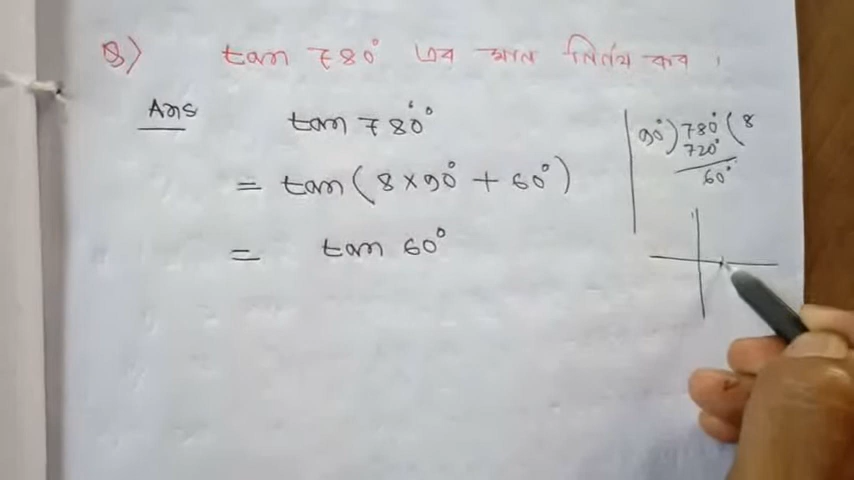 Q) tan 780° এর মান নির্ণয় কর ।
Ans tan 780°
= tan (8 × 90° + 60°)
= tan 60°
90°) 780° ( 8
720°
60°